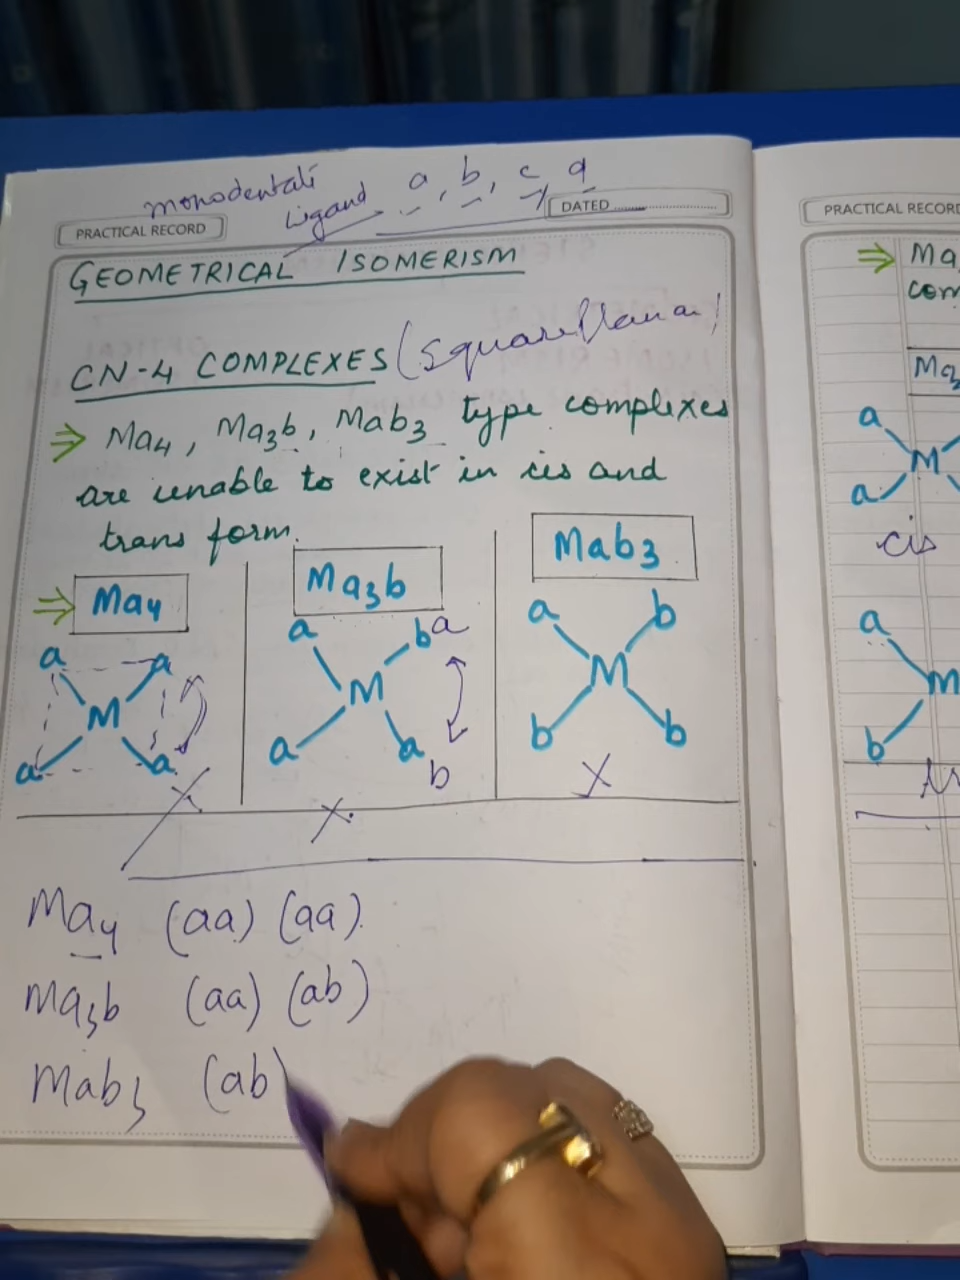 monodentate
ligand a, b, c, d
PRACTICAL RECORD
DATED
GEOMETRICAL ISOMERISM
CN-4 COMPLEXES (Square Planar)
⇒ Ma4, Ma3b, Mab3 type complexes
are unable to exist in cis and
trans form.
⇒ Ma4
Ma3b
Mab3
a a
M
a a
X
a b a
M
a a
b
X
a b
M
b b
X
Ma4 (aa) (aa)
Ma3b (aa) (ab)
Mab3 (ab)
PRACTICAL RECORD
⇒ Ma
com
Ma
a
M
a
cis
a
M
b